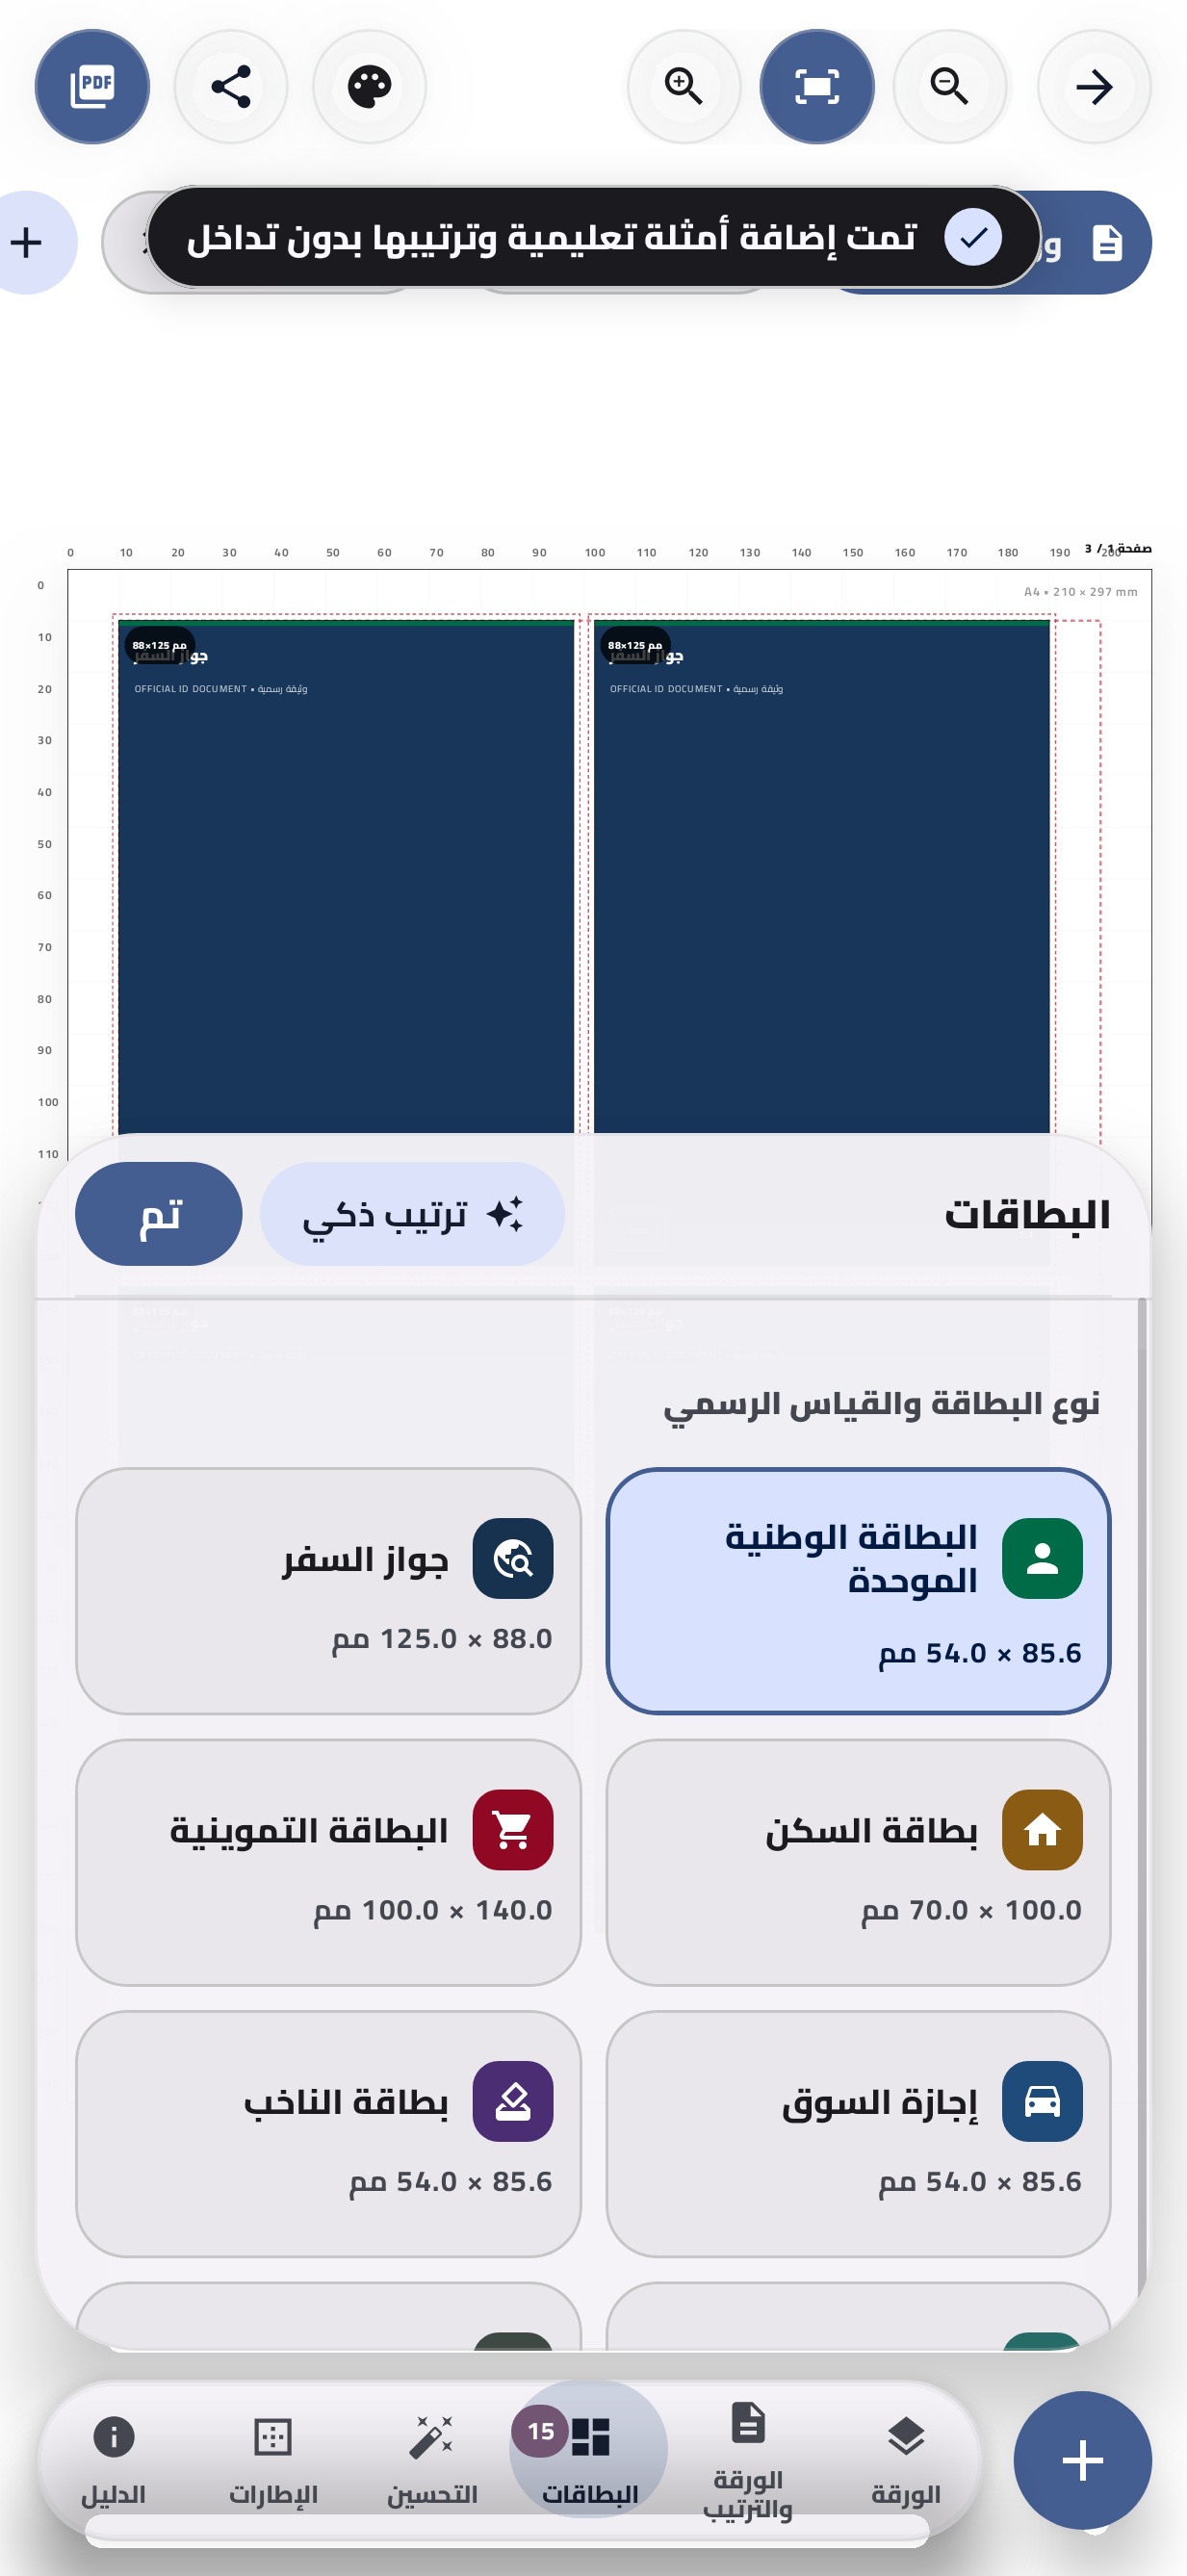 PDF
تمت إضافة أمثلة تعليمية وترتيبها بدون تداخل
صفحة 1 / 3
0 10 20 30 40 50 60 70 80 90 100 110 120 130 140 150 160 170 180 190 200
A4 • 210 × 297 mm
0
10
20
30
40
50
60
70
80
90
100
110
88×125 مم
جواز السفر
OFFICIAL ID DOCUMENT • وثيقة رسمية
88×125 مم
جواز السفر
OFFICIAL ID DOCUMENT • وثيقة رسمية
البطاقات
ترتيب ذكي
تم
نوع البطاقة والقياس الرسمي
البطاقة الوطنية
الموحدة
85.6 × 54.0 مم
جواز السفر
88.0 × 125.0 مم
بطاقة السكن
100.0 × 70.0 مم
البطاقة التموينية
140.0 × 100.0 مم
إجازة السوق
85.6 × 54.0 مم
بطاقة الناخب
85.6 × 54.0 مم
الورقة
الورقة
والترتيب
15
البطاقات
التحسين
الإطارات
الدليل